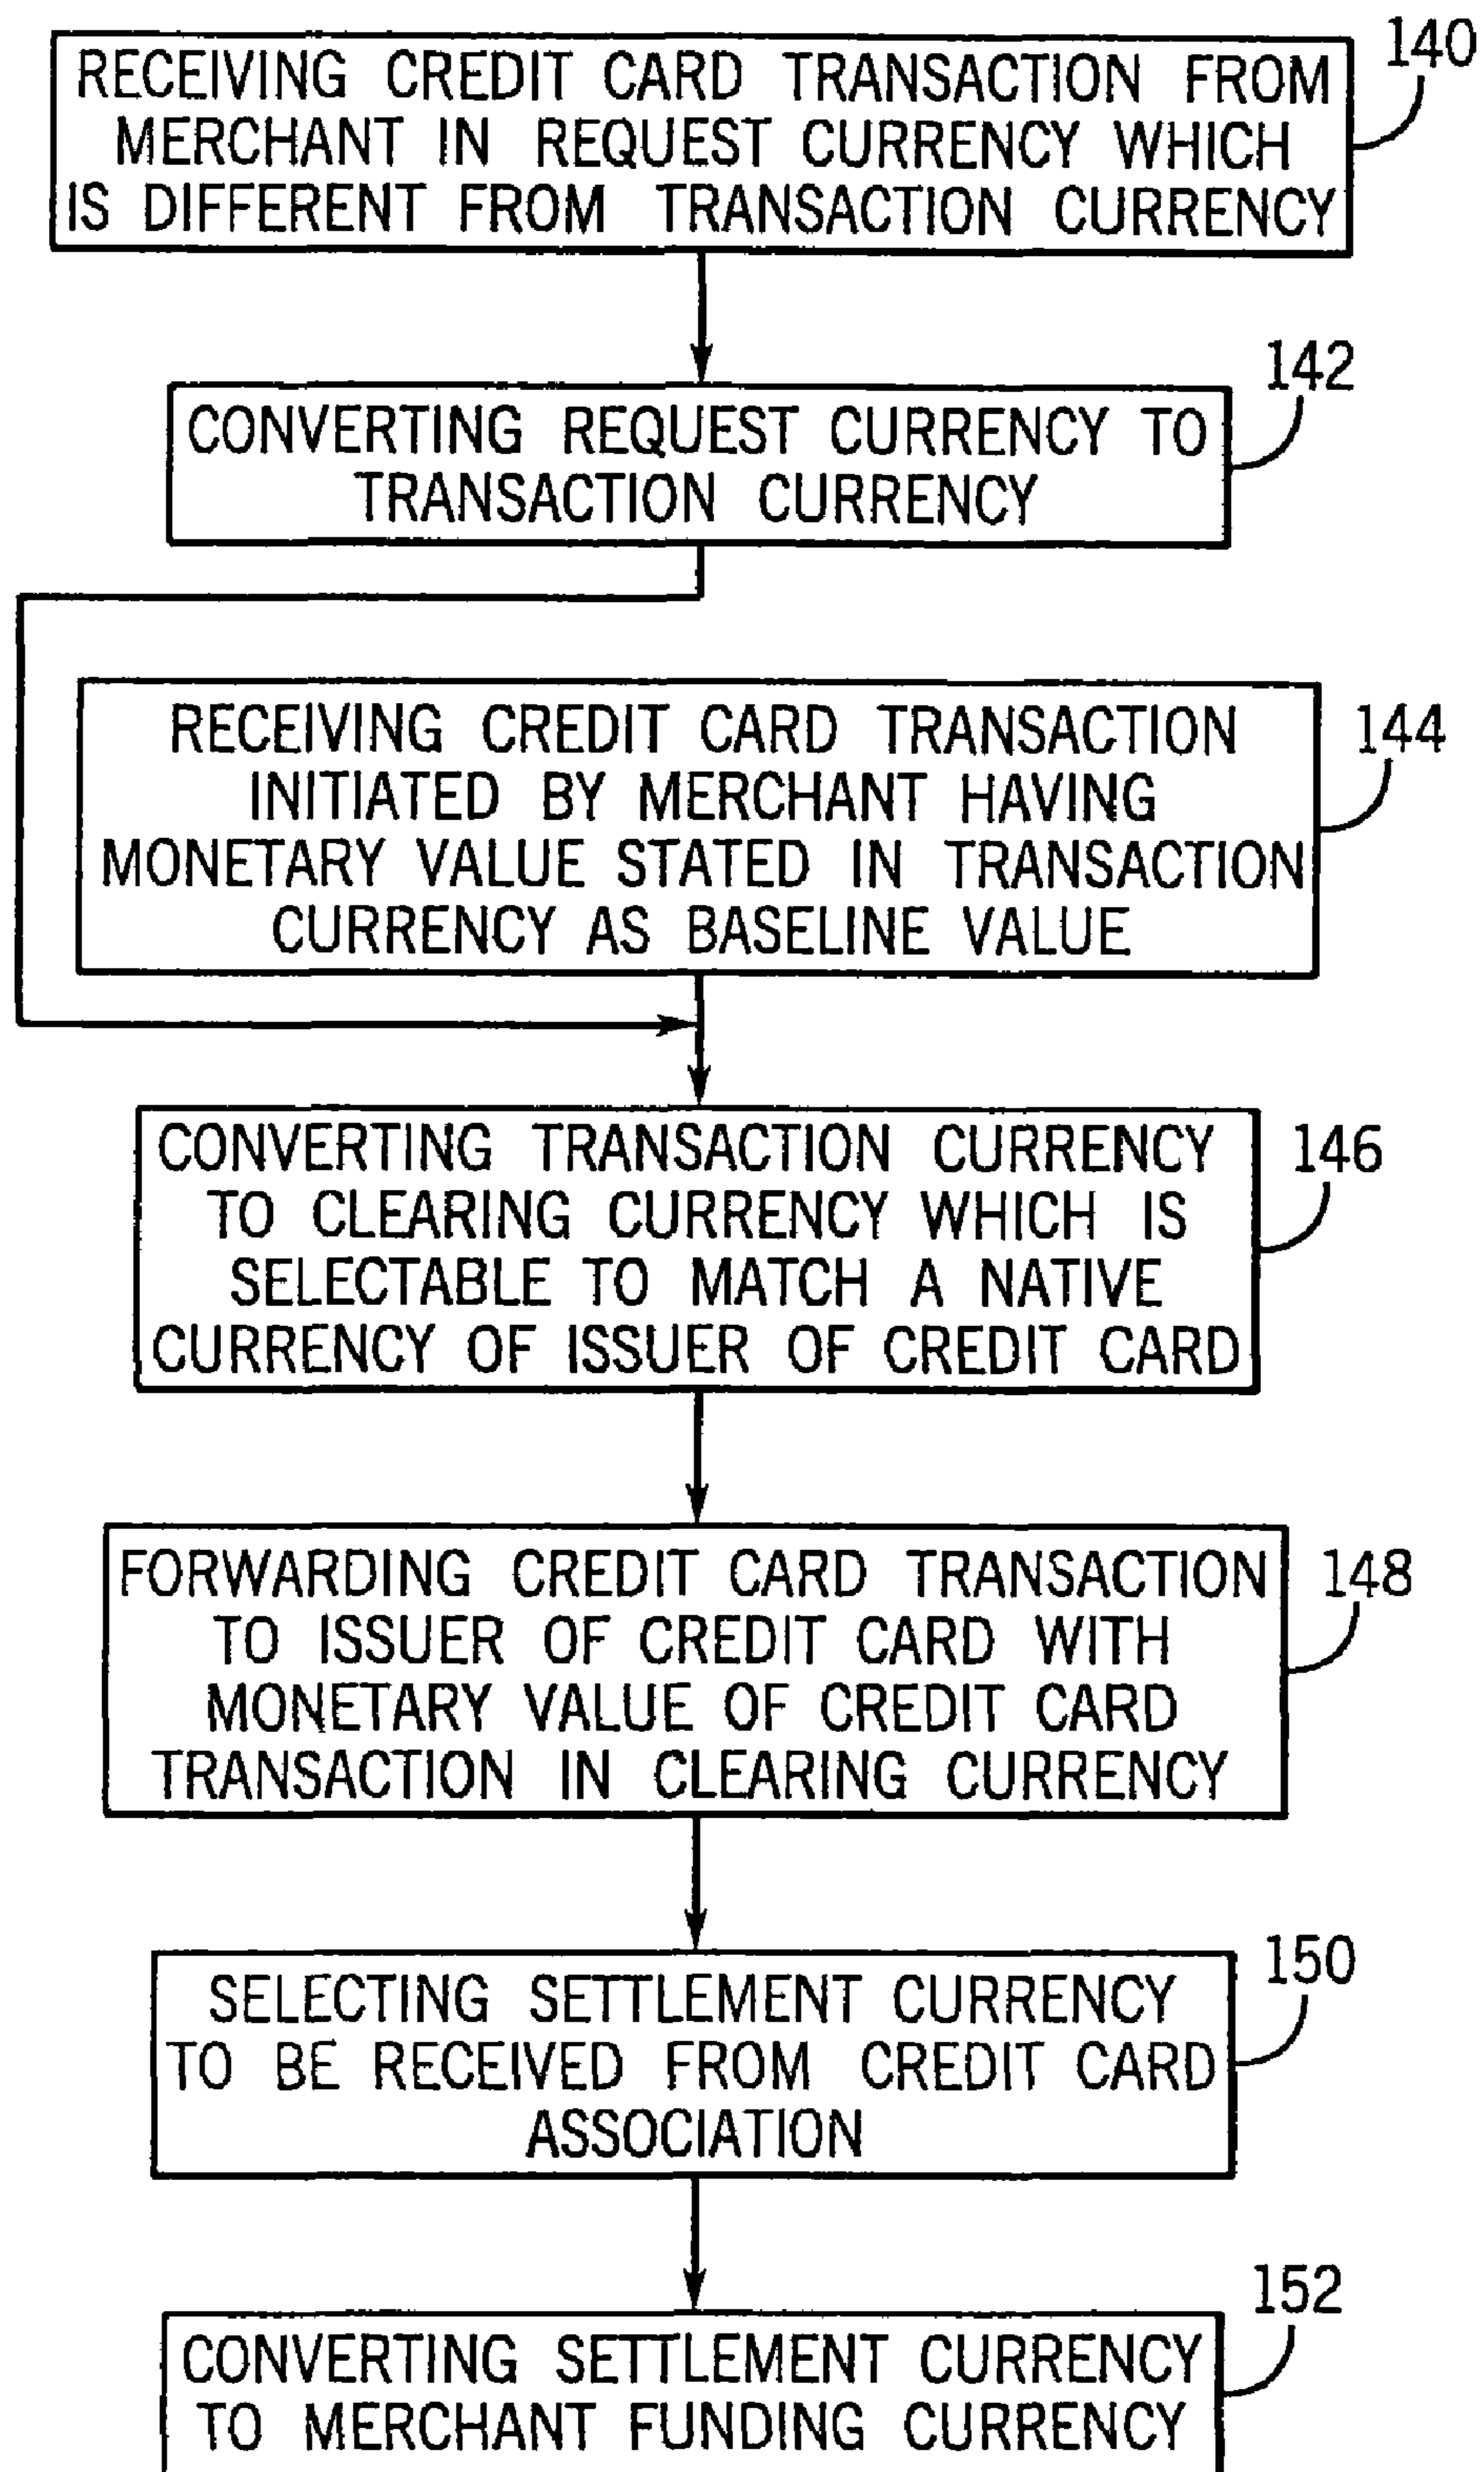 140
RECEIVING CREDIT CARD TRANSACTION FROM
MERCHANT IN REQUEST CURRENCY WHICH
IS DIFFERENT FROM TRANSACTION CURRENCY
142
CONVERTING REQUEST CURRENCY TO
TRANSACTION CURRENCY
144
RECEIVING CREDIT CARD TRANSACTION
INITIATED BY MERCHANT HAVING
MONETARY VALUE STATED IN TRANSACTION
CURRENCY AS BASELINE VALUE
146
CONVERTING TRANSACTION CURRENCY
TO CLEARING CURRENCY WHICH IS
SELECTABLE TO MATCH A NATIVE
CURRENCY OF ISSUER OF CREDIT CARD
148
FORWARDING CREDIT CARD TRANSACTION
TO ISSUER OF CREDIT CARD WITH
MONETARY VALUE OF CREDIT CARD
TRANSACTION IN CLEARING CURRENCY
150
SELECTING SETTLEMENT CURRENCY
TO BE RECEIVED FROM CREDIT CARD
ASSOCIATION
152
CONVERTING SETTLEMENT CURRENCY
TO MERCHANT FUNDING CURRENCY